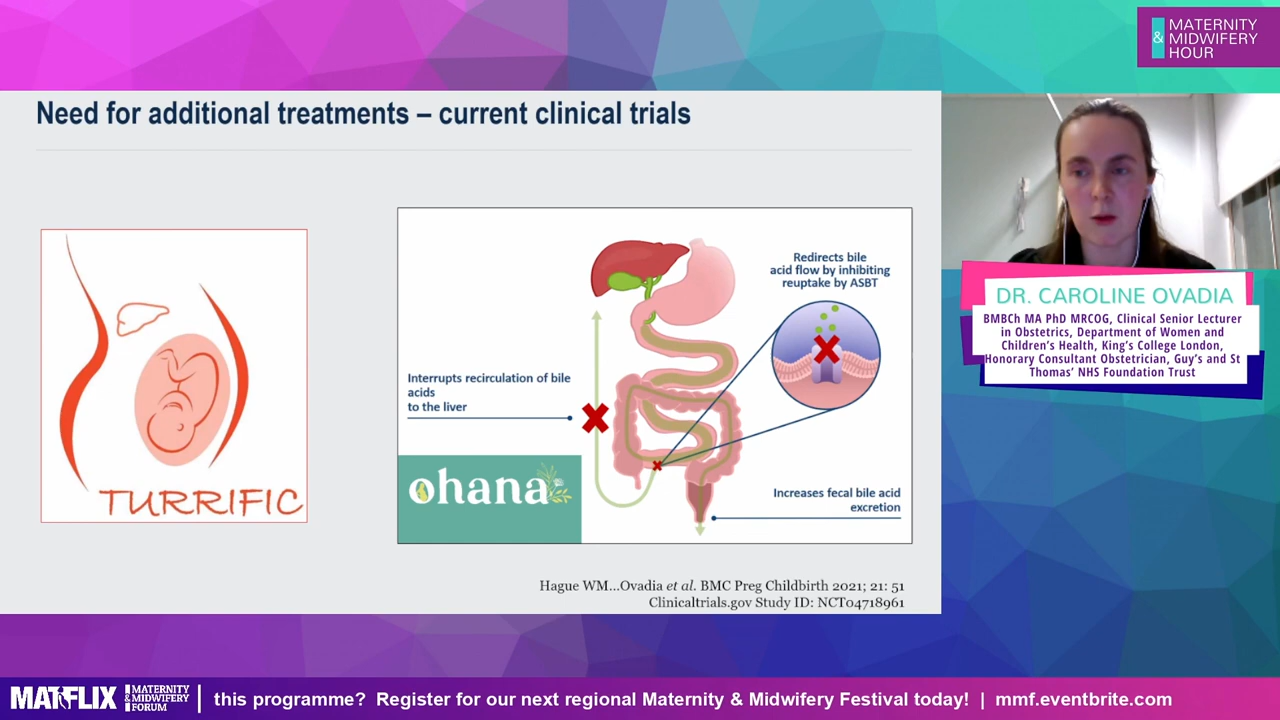 MATERNITY
& MIDWIFERY
HOUR
Need for additional treatments – current clinical trials
TURRIFIC
Redirects bile
acid flow by inhibiting
reuptake by ASBT
Interrupts recirculation of bile
acids
to the liver
ohana
Increases fecal bile acid
excretion
Hague WM...Ovadia et al. BMC Preg Childbirth 2021; 21: 51
Clinicaltrials.gov Study ID: NCT04718961
DR. CAROLINE OVADIA
BMBCh MA PhD MRCOG, Clinical Senior Lecturer
in Obstetrics, Department of Women and
Children's Health, King's College London,
Honorary Consultant Obstetrician, Guy's and St
Thomas' NHS Foundation Trust
MATFLIX
MATERNITY
&MIDWIFERY
FORUM
this programme? Register for our next regional Maternity & Midwifery Festival today! | mmf.eventbrite.com